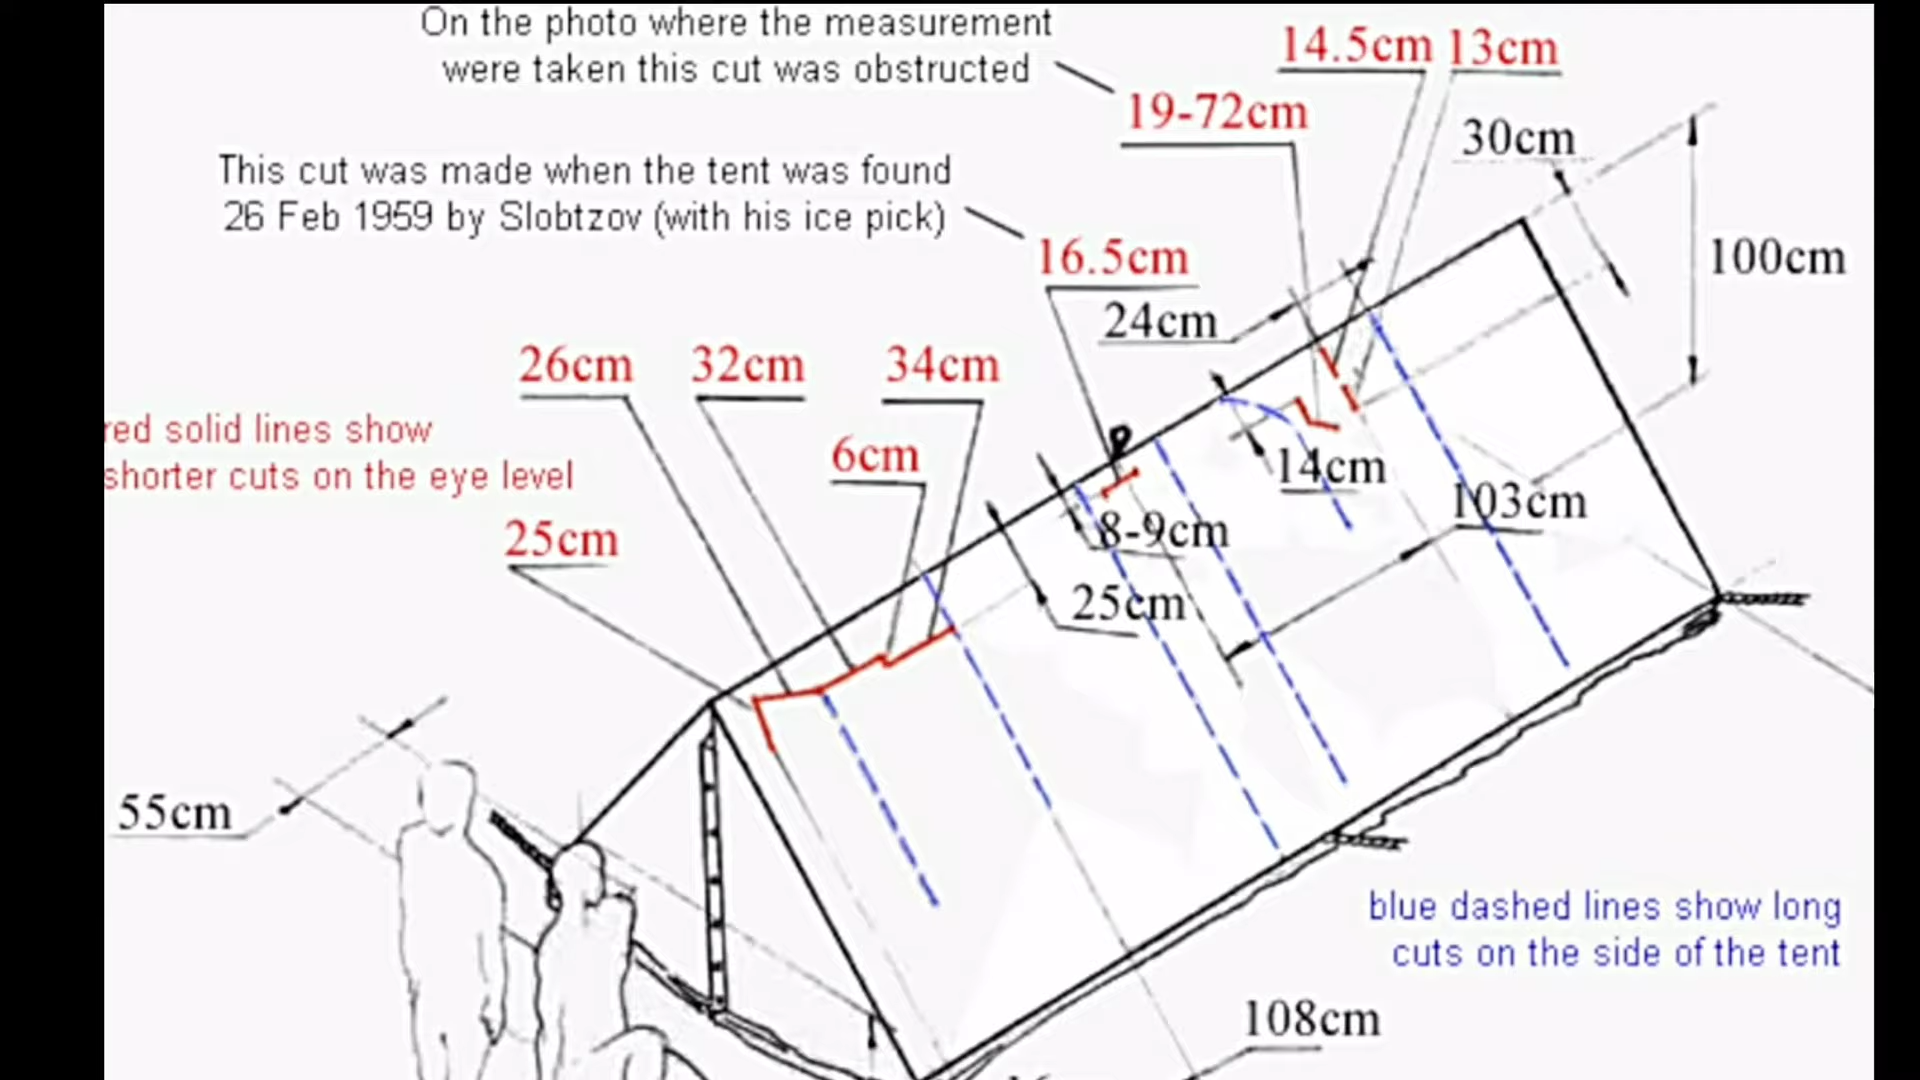 On the photo where the measurement
were taken this cut was obstructed
14.5cm 13cm
19-72cm
30cm
This cut was made when the tent was found
26 Feb 1959 by Slobtzov (with his ice pick)
16.5cm
100cm
24cm
26cm
32cm
34cm
red solid lines show
shorter cuts on the eye level
6cm
14cm
103cm
25cm
8-9cm
25cm
55cm
blue dashed lines show long
cuts on the side of the tent
108cm